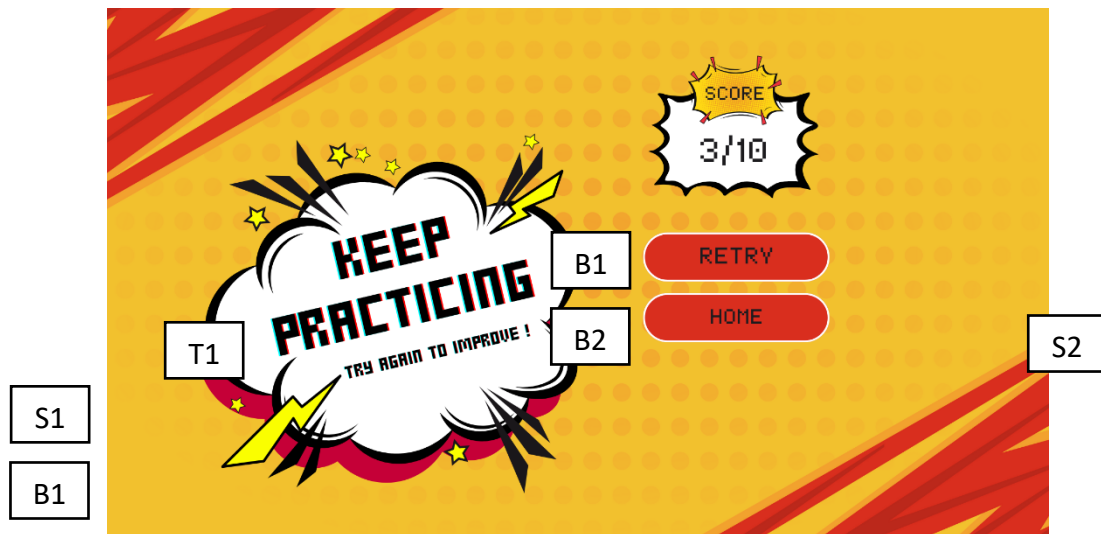 SCORE
3/10
KEEP
PRACTICING
TRY AGAIN TO IMPROVE !
B1
RETRY
B2
HOME
T1
S2
S1
B1